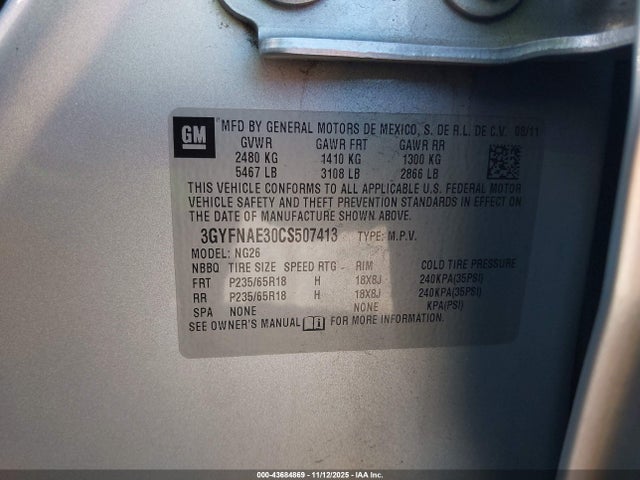 GM
MFD BY GENERAL MOTORS DE MEXICO, S. DE R.L. DE C.V. 08/11
GVWR GAWR FRT GAWR RR
2480 KG 1410 KG 1300 KG
5467 LB 3108 LB 2866 LB
THIS VEHICLE CONFORMS TO ALL APPLICABLE U.S. FEDERAL MOTOR
VEHICLE SAFETY AND THEFT PREVENTION STANDARDS IN EFFECT ON THE
DATE OF MANUFACTURE SHOWN ABOVE.
3GYFNAE30CS507413 TYPE: M.P.V.
MODEL: NG26
NBBQ TIRE SIZE SPEED RTG RIM COLD TIRE PRESSURE
FRT P235/65R18 H 18X8J 240KPA(35PSI)
RR P235/65R18 H 18X8J 240KPA(35PSI)
SPA NONE NONE KPA(PSI)
SEE OWNER'S MANUAL FOR MORE INFORMATION.
000-43684869 - 11/12/2025 - IAA Inc.